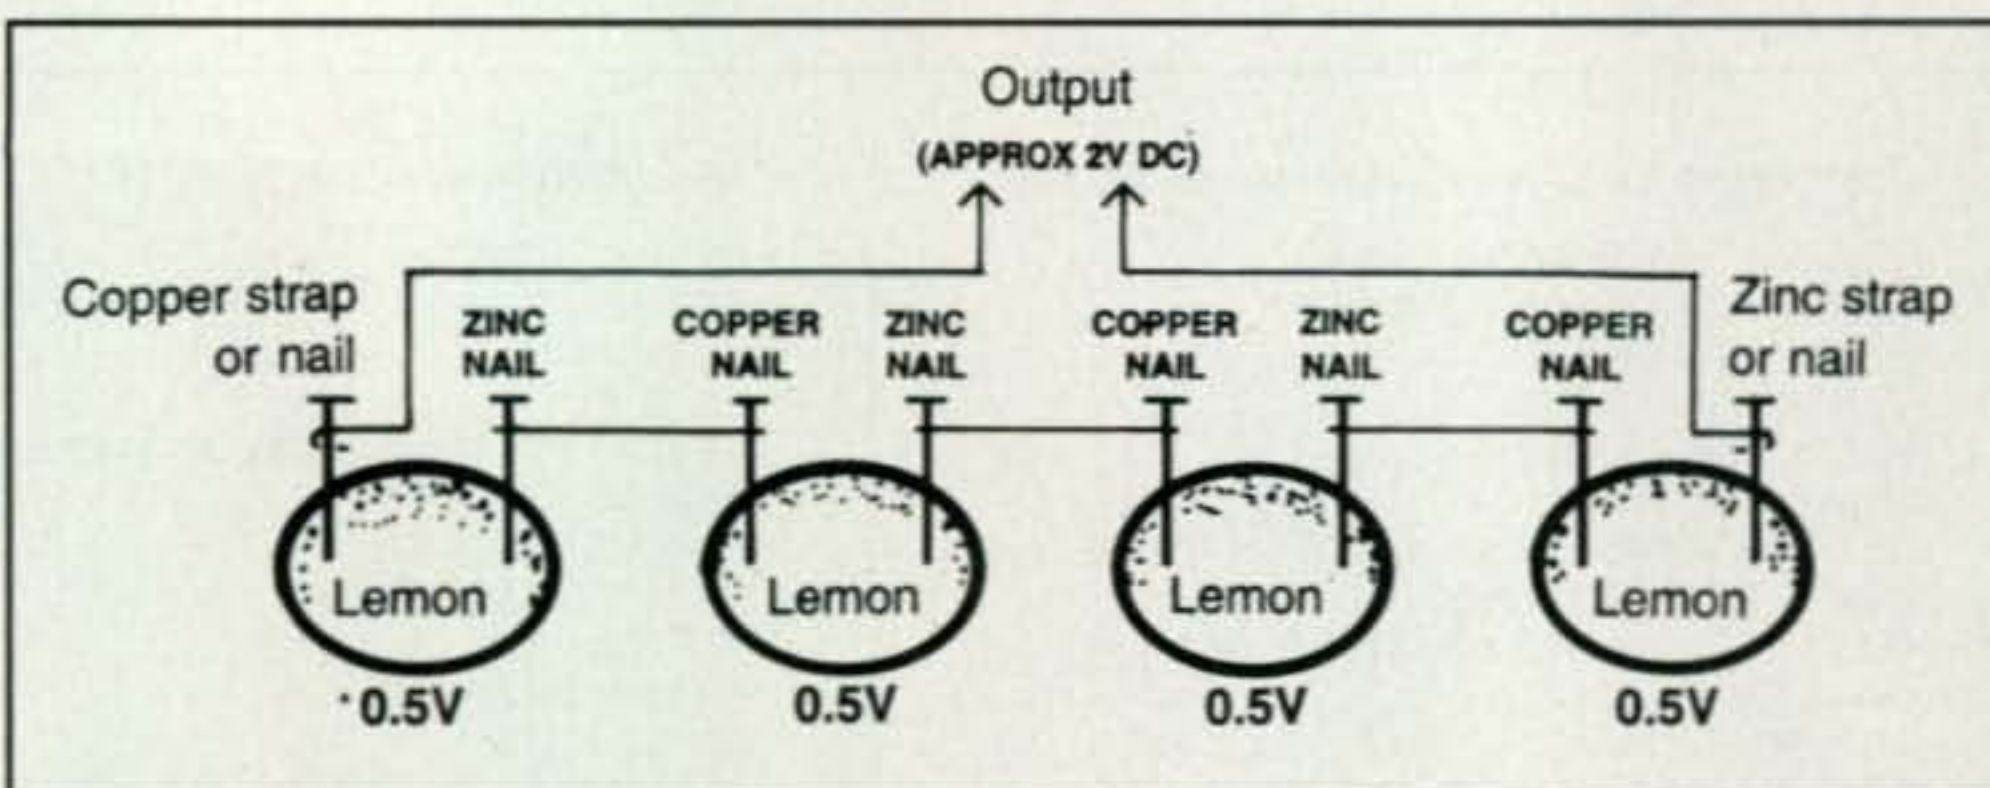 Output
(APPROX 2V DC)
Copper strap
or nail
ZINC
NAIL
COPPER
NAIL
ZINC
NAIL
COPPER
NAIL
ZINC
NAIL
COPPER
NAIL
Zinc strap
or nail
Lemon
Lemon
Lemon
Lemon
0.5V
0.5V
0.5V
0.5V